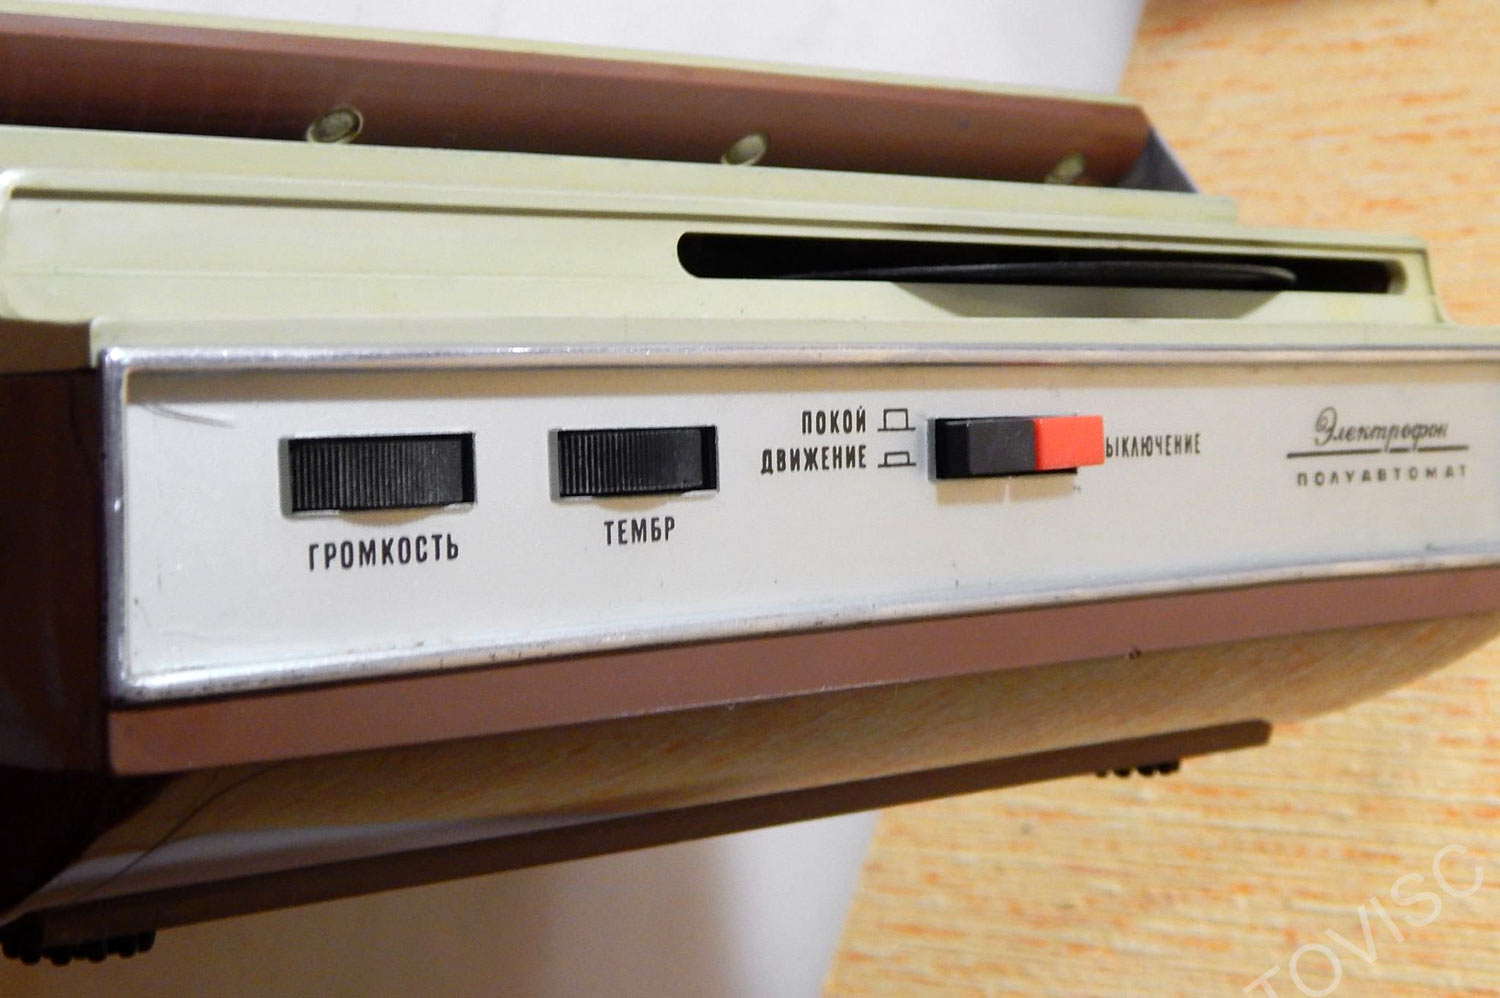 ПОКОЙ
ДВИЖЕНИЕ
ЫКЛЮЧЕНИЕ
ГРОМКОСТЬ
ТЕМБР
Электрофон
ПОЛУАВТОМАТ
TOVISC